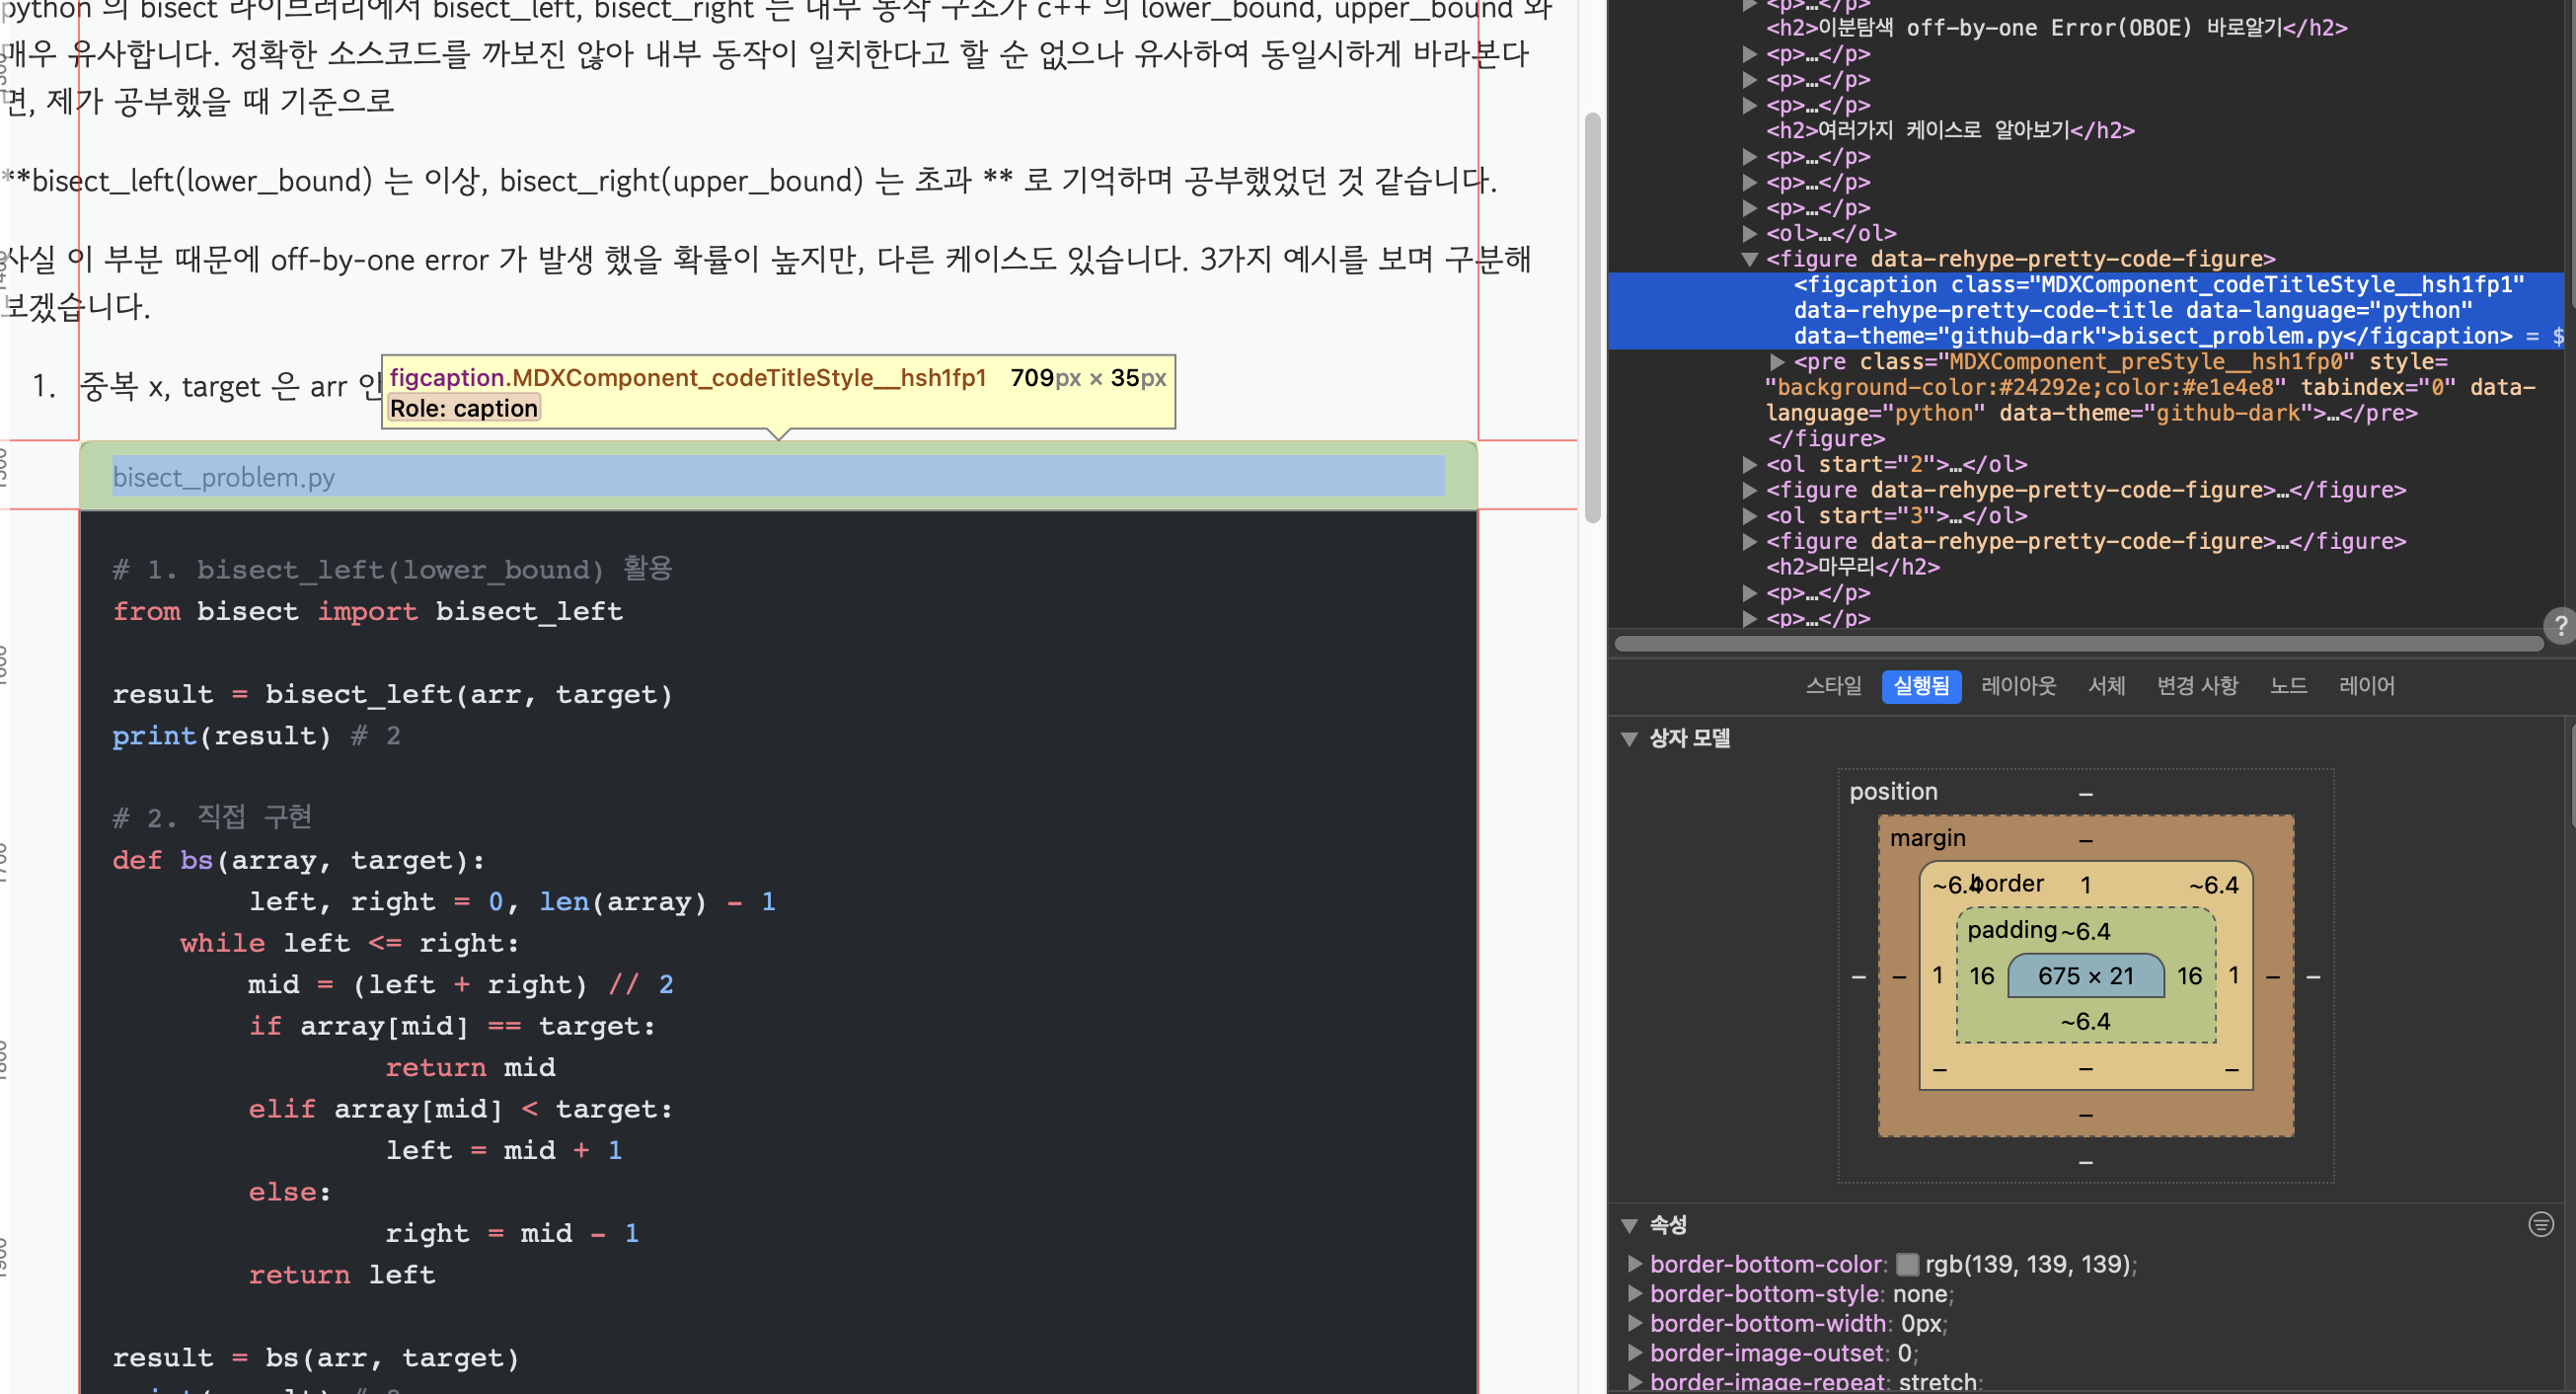 python 의 bisect 라이브러리에서 bisect_left, bisect_right 는 내부 동작 구조가 c++ 의 lower_bound, upper_bound 와
매우 유사합니다. 정확한 소스코드를 까보진 않아 내부 동작이 일치한다고 할 순 없으나 유사하여 동일시하게 바라본다
면, 제가 공부했을 때 기준으로
**bisect_left(lower_bound) 는 이상, bisect_right(upper_bound) 는 초과 ** 로 기억하며 공부했었던 것 같습니다.
사실 이 부분 때문에 off-by-one error 가 발생 했을 확률이 높지만, 다른 케이스도 있습니다. 3가지 예시를 보며 구분해
보겠습니다.
1. 중복 x, target 은 arr 안
figcaption.MDXComponent_codeTitleStyle__hsh1fp1 709px × 35px
Role: caption
bisect_problem.py
# 1. bisect_left(lower_bound) 활용
from bisect import bisect_left
result = bisect_left(arr, target)
print(result) # 2
# 2. 직접 구현
def bs(array, target):
left, right = 0, len(array) - 1
while left <= right:
mid = (left + right) // 2
if array[mid] == target:
return mid
elif array[mid] < target:
left = mid + 1
else:
right = mid - 1
return left
result = bs(arr, target)
1500
1600
1700
1800
1900
▶ <p>…</p>
<h2>이분탐색 off-by-one Error(OBOE) 바로알기</h2>
▶ <p>…</p>
▶ <p>…</p>
▶ <p>…</p>
<h2>여러가지 케이스로 알아보기</h2>
▶ <p>…</p>
▶ <p>…</p>
▶ <p>…</p>
▶ <ol>…</ol>
▼ <figure data-rehype-pretty-code-figure>
<figcaption class="MDXComponent_codeTitleStyle__hsh1fp1"
data-rehype-pretty-code-title data-language="python"
data-theme="github-dark">bisect_problem.py</figcaption> = $
▶ <pre class="MDXComponent_preStyle__hsh1fp0" style=
"background-color:#24292e;color:#e1e4e8" tabindex="0" data-
language="python" data-theme="github-dark">…</pre>
</figure>
▶ <ol start="2">…</ol>
▶ <figure data-rehype-pretty-code-figure>…</figure>
▶ <ol start="3">…</ol>
▶ <figure data-rehype-pretty-code-figure>…</figure>
<h2>마무리</h2>
▶ <p>…</p>
▶ <p>…</p>
?
스타일 실행됨 레이아웃 서체 변경 사항 노드 레이어
▼ 상자 모델
position –
margin –
~6.4 border 1 ~6.4
padding ~6.4
– – 1 16 675 × 21 16 1 – –
~6.4
– – –
–
–
▼ 속성
▶ border-bottom-color: rgb(139, 139, 139);
▶ border-bottom-style: none;
▶ border-bottom-width: 0px;
▶ border-image-outset: 0;
▶ border-image-repeat: stretch;